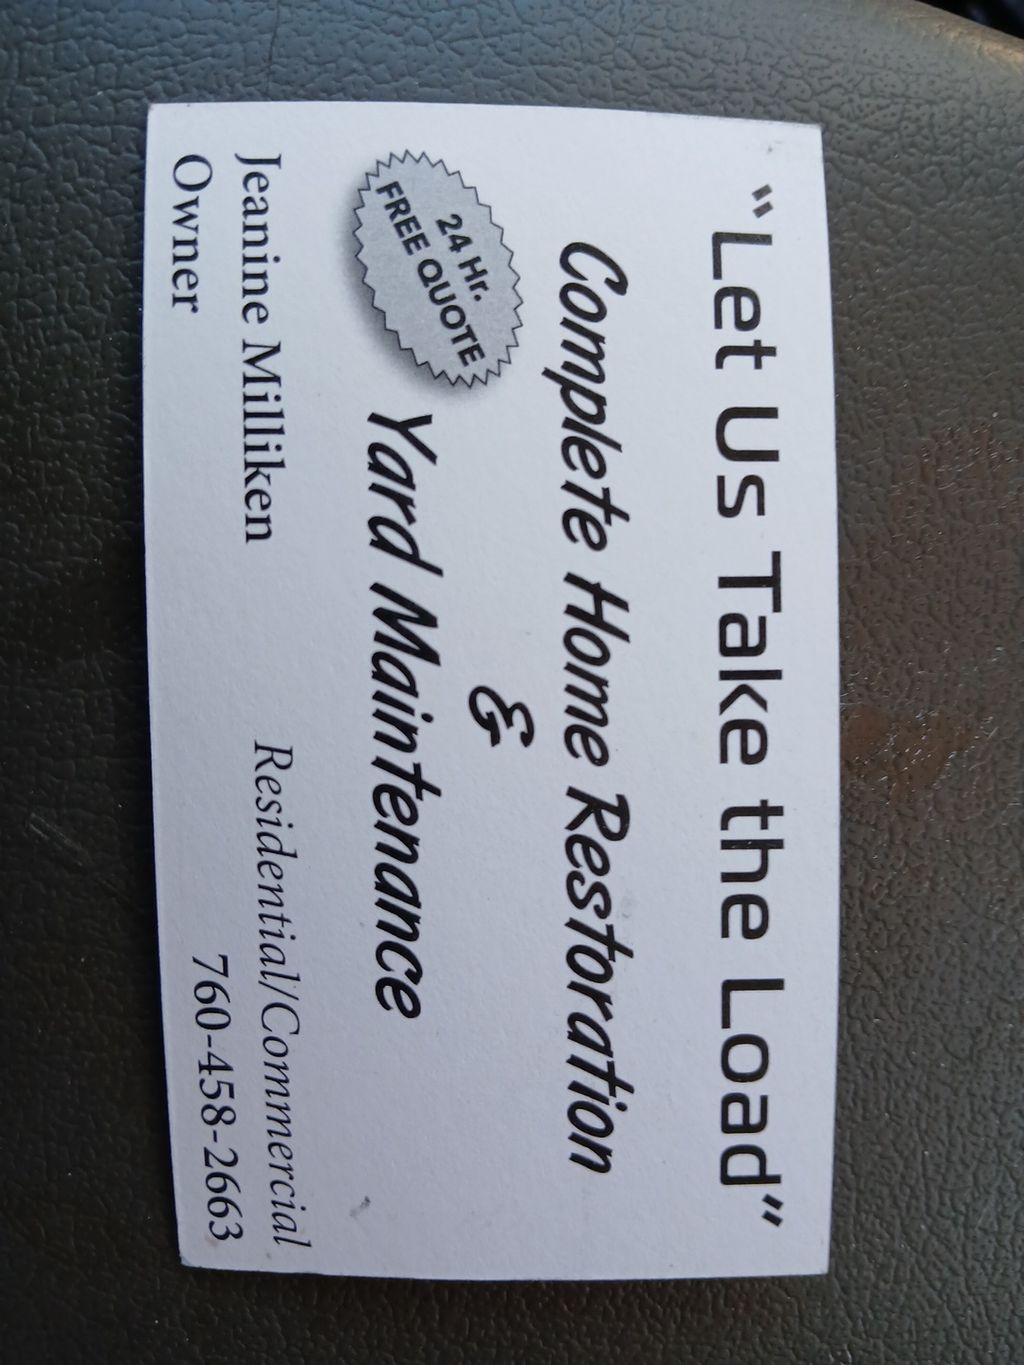 "Let Us Take the Load"
Complete Home Restoration
&
24 Hr.
FREE QUOTE
Yard Maintenance
Jeanine Milliken
Owner
Residential/Commercial
760-458-2663